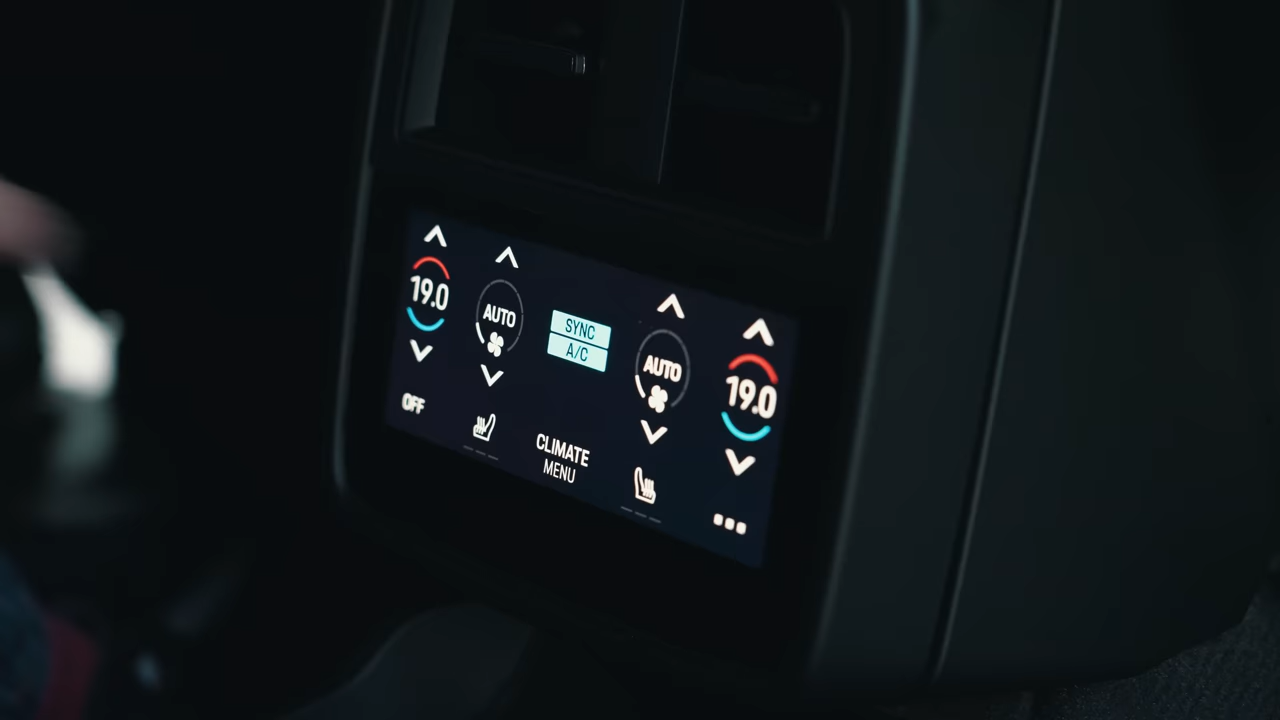 19.0
AUTO
SYNC
A/C
AUTO
19.0
OFF
CLIMATE
MENU